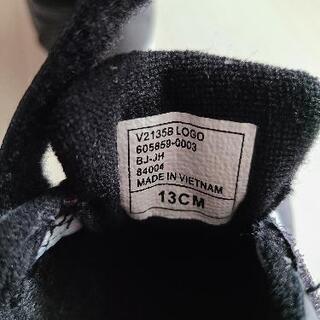 V2135B LOGO
605859-0003
BJ-JH
84004
MADE IN VIETNAM
13CM